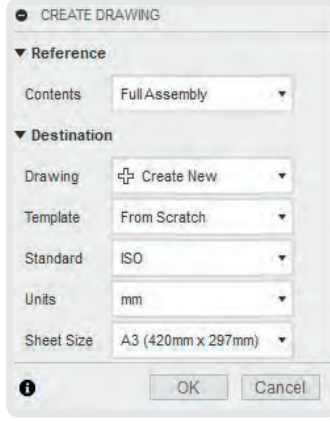 CREATE DRAWING
Reference
Contents Full Assembly
Destination
Drawing Create New
Template From Scratch
Standard ISO
Units mm
Sheet Size A3 (420mm x 297mm)
OK Cancel